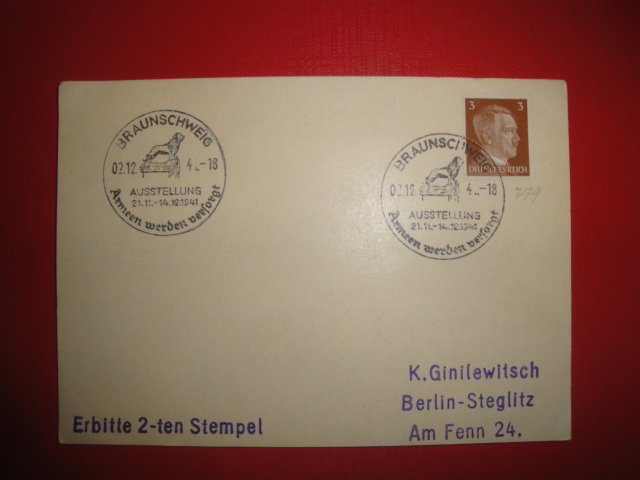 BRAUNSCHWEIG
02.12. 4 .-18
AUSSTELLUNG
21.11.-14.12.1941
Armeen werden versorgt
3 3
DEUTSCHES REICH
BRAUNSCHWEIG
02.12 4 .-18
AUSSTELLUNG
21.11.-14.12.1941
Armeen werden versorgt
K. Ginilewitsch
Berlin-Steglitz
Am Fenn 24.
Erbitte 2-ten Stempel